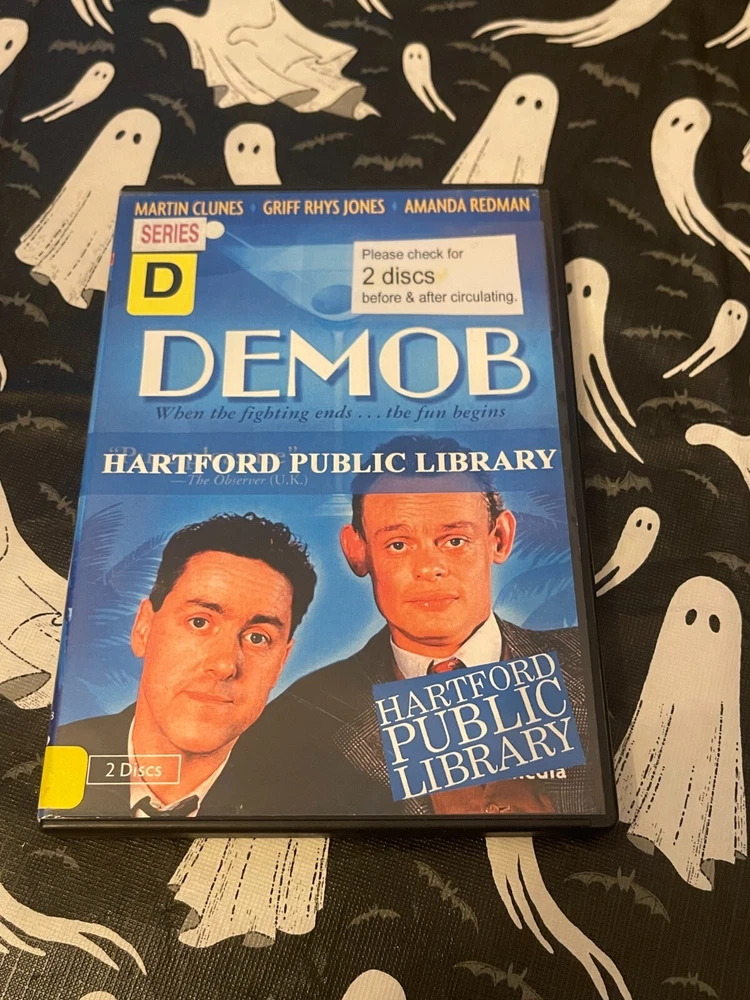 MARTIN CLUNES ♦ GRIFF RHYS JONES ♦ AMANDA REDMAN
SERIES
D
Please check for
2 discs
before & after circulating.
DEMOB
When the fighting ends . . . the fun begins
HARTFORD PUBLIC LIBRARY
—The Observer (U.K.)
HARTFORD
PUBLIC
LIBRARY
2 Discs